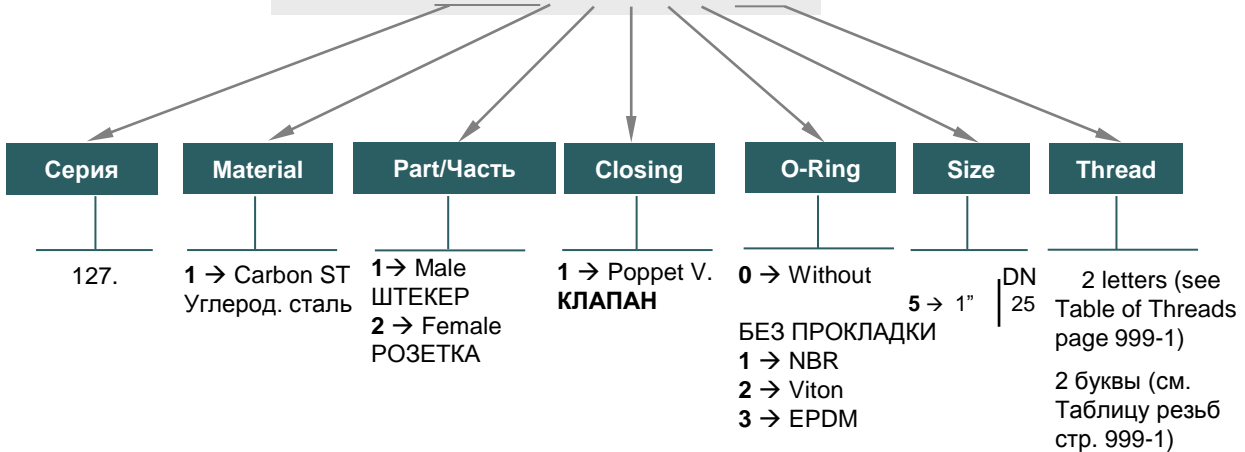 Серия
Material
Part/Часть
Closing
O-Ring
Size
Thread
127.
1 → Carbon ST
Углерод. сталь
1→ Male
ШТЕКЕР
2 → Female
РОЗЕТКА
1 → Poppet V.
КЛАПАН
0 → Without
БЕЗ ПРОКЛАДКИ
1 → NBR
2 → Viton
3 → EPDM
DN
5 → 1” 25
2 letters (see
Table of Threads
page 999-1)
2 буквы (см.
Таблицу резьб
стр. 999-1)